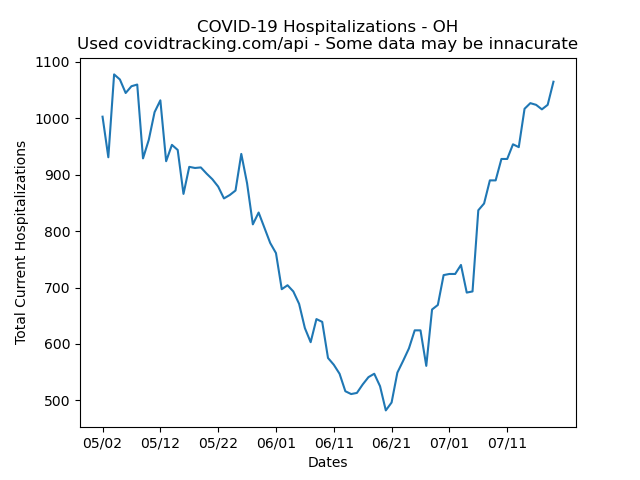 COVID-19 Hospitalizations - OH
Used covidtracking.com/api - Some data may be innacurate
1100
1000
900
800
700
600
500
Total Current Hospitalizations
05/02 05/12 05/22 06/01 06/11 06/21 07/01 07/11
Dates